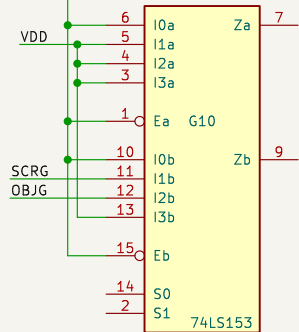 6 I0a Za 7
VDD 5 I1a
4 I2a
3 I3a
1 Ea G10
10 I0b Zb 9
SCRG 11 I1b
OBJG 12 I2b
13 I3b
15 Eb
14 S0
2 S1
74LS153